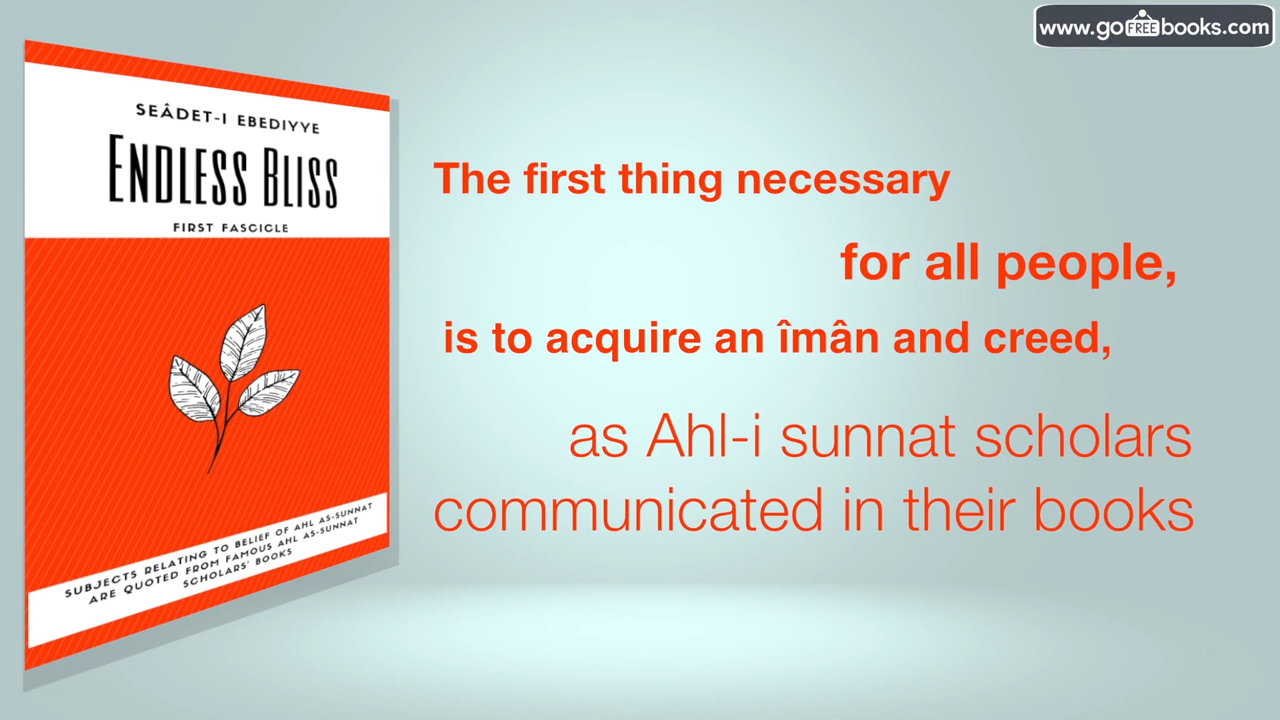 www.goFREEbooks.com
SEÂDET-I EBEDIYYE
ENDLESS BLISS
FIRST FASCICLE
SUBJECTS RELATING TO BELIEF OF AHL AS-SUNNAT
ARE QUOTED FROM FAMOUS AHL AS-SUNNAT
SCHOLARS' BOOKS
The first thing necessary
for all people,
is to acquire an îmân and creed,
as Ahl-i sunnat scholars
communicated in their books